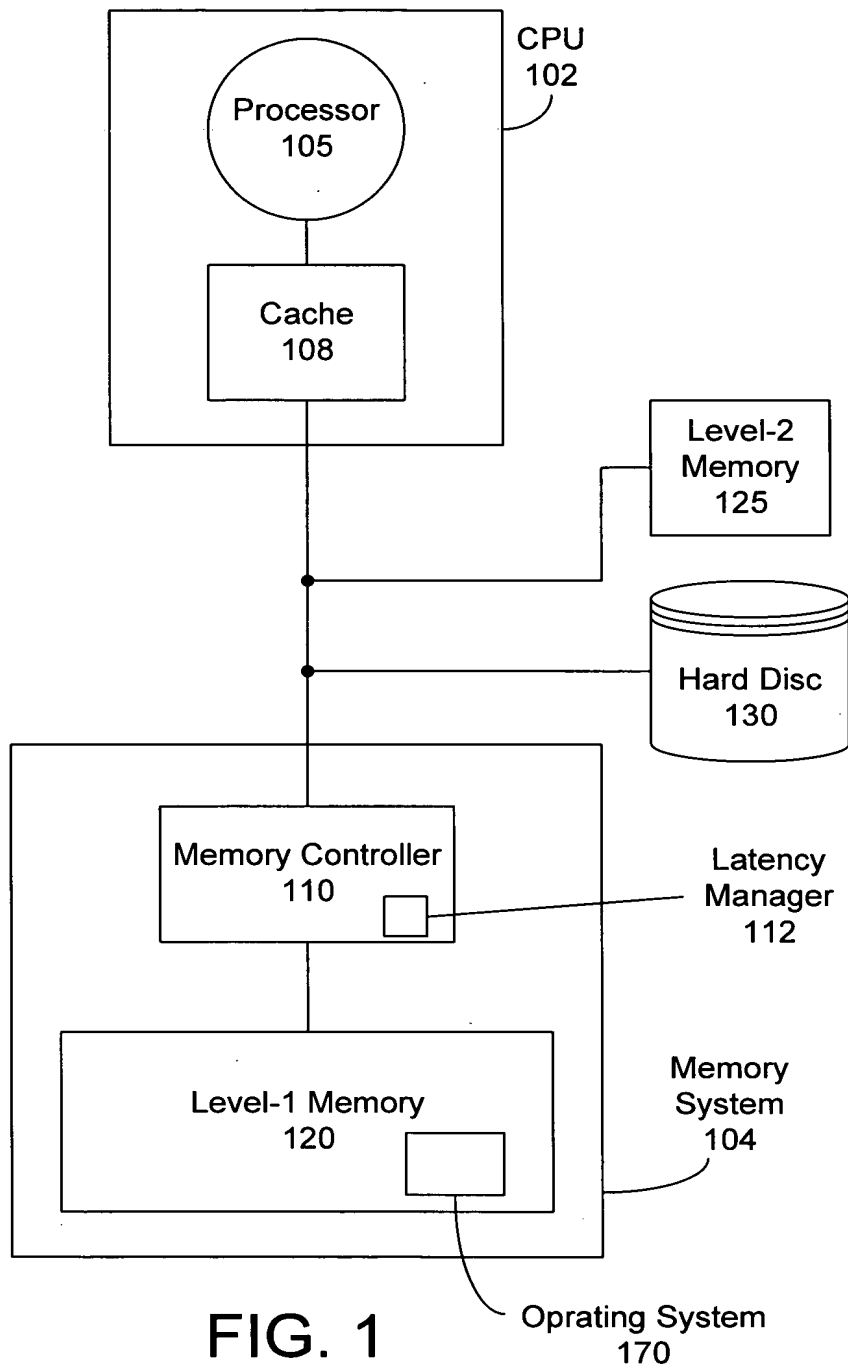 CPU
102
Processor
105
Cache
108
Level-2
Memory
125
Hard Disc
130
Memory Controller
110
Latency
Manager
112
Level-1 Memory
120
Memory
System
104
Oprating System
170
FIG. 1